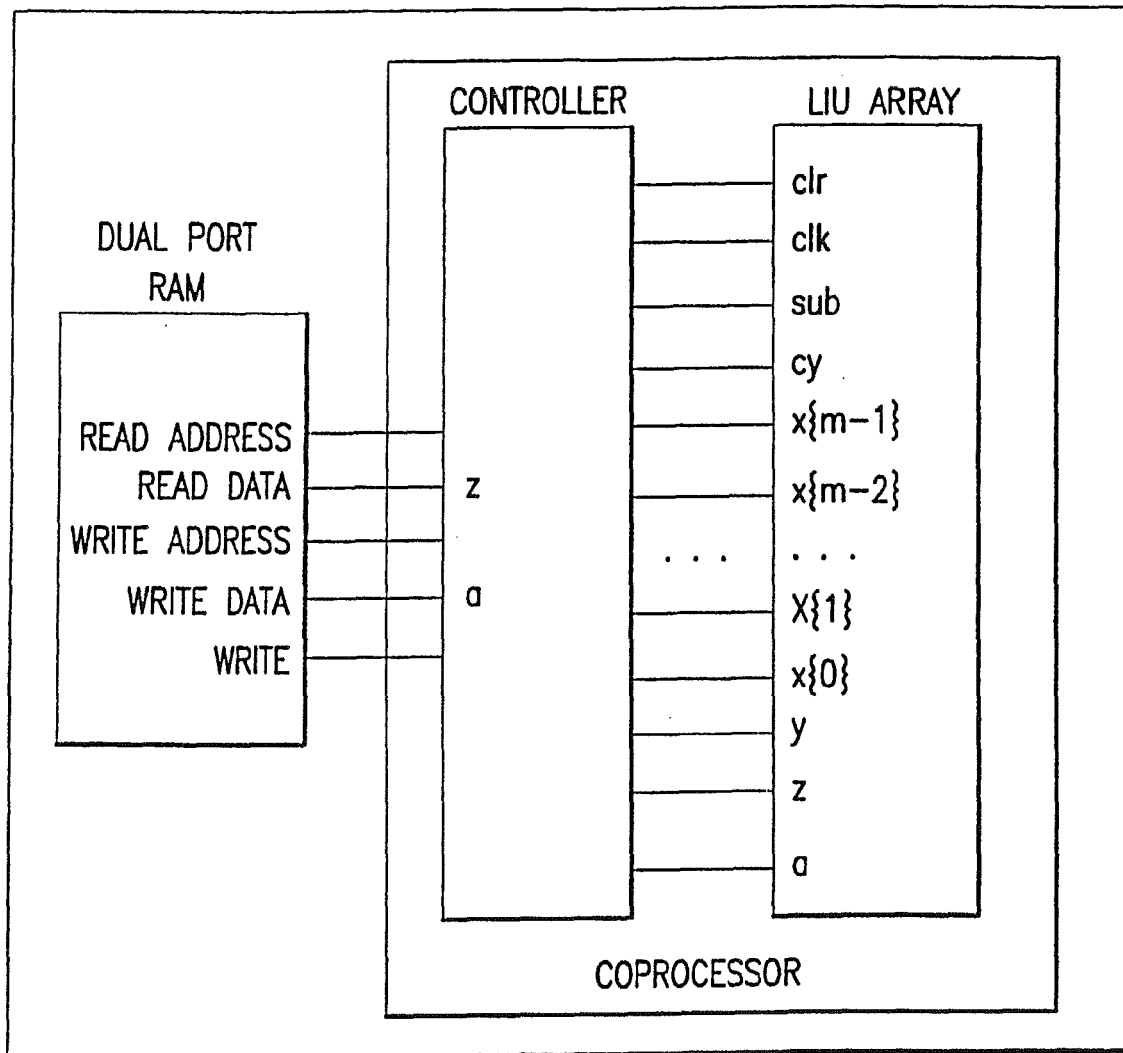 CONTROLLER
LIU ARRAY
DUAL PORT
RAM
READ ADDRESS
READ DATA
WRITE ADDRESS
WRITE DATA
WRITE
z
a
clr
clk
sub
cy
x{m-1}
x{m-2}
. . . . . .
X{1}
x{0}
y
z
a
COPROCESSOR